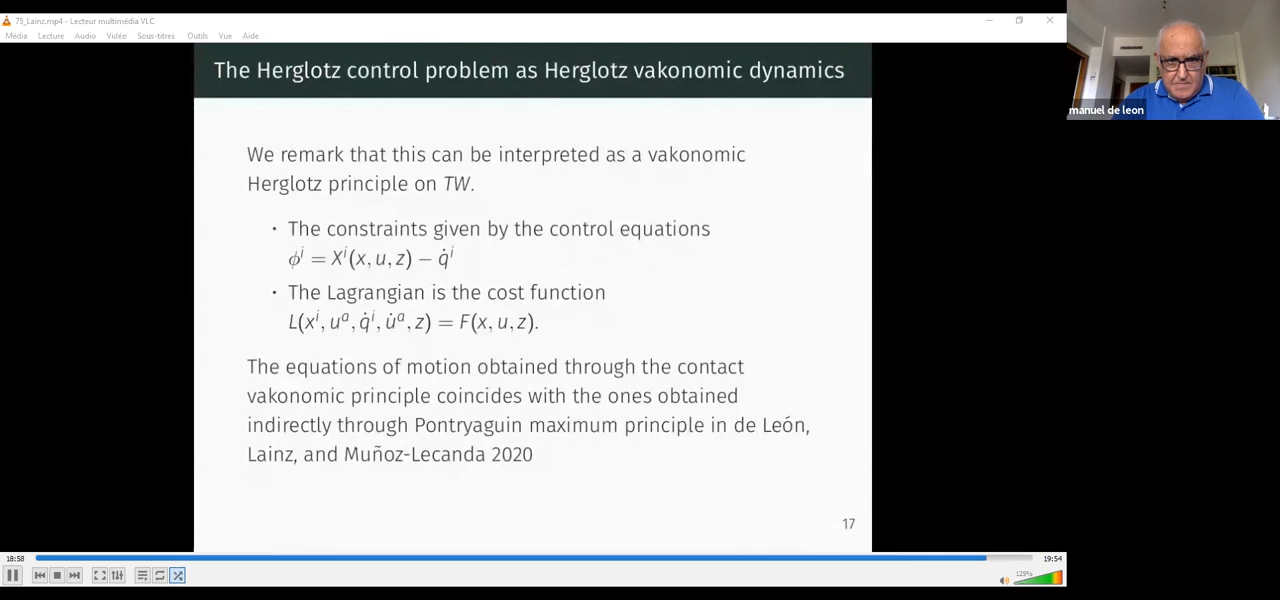 75_Lainz.mp4 - Lecteur multimédia VLC
Média Lecture Audio Vidéo Sous-titres Outils Vue Aide
The Herglotz control problem as Herglotz vakonomic dynamics
manuel de leon
We remark that this can be interpreted as a vakonomic
Herglotz principle on TW.
• The constraints given by the control equations
ϕⁱ = Xⁱ(x, u, z) − q̇ⁱ
• The Lagrangian is the cost function
L(xⁱ, uᵃ, q̇ⁱ, u̇ᵃ, z) = F(x, u, z).
The equations of motion obtained through the contact
vakonomic principle coincides with the ones obtained
indirectly through Pontryaguin maximum principle in de León,
Lainz, and Muñoz-Lecanda 2020
17
18:58 19:54
125%